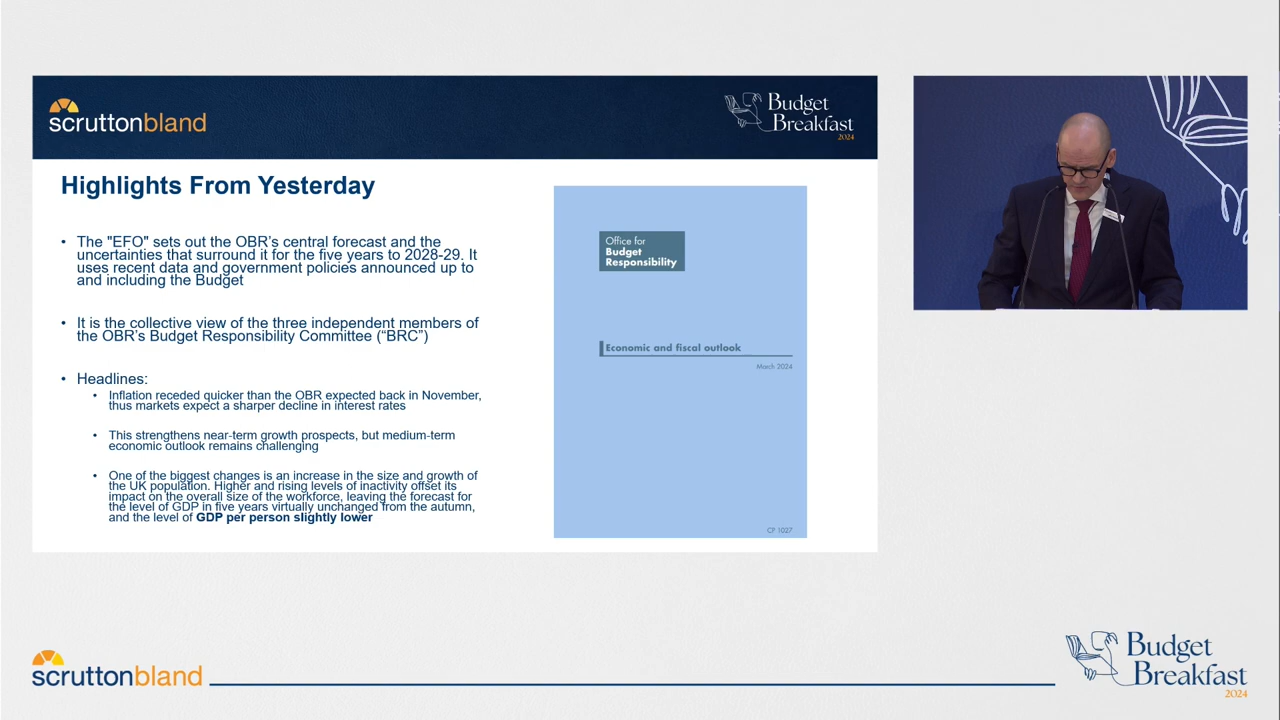 scruttonbland
Budget
Breakfast
2024
Highlights From Yesterday
• The "EFO" sets out the OBR's central forecast and the
uncertainties that surround it for the five years to 2028-29. It
uses recent data and government policies announced up to
and including the Budget
• It is the collective view of the three independent members of
the OBR's Budget Responsibility Committee (“BRC”)
• Headlines:
• Inflation receded quicker than the OBR expected back in November,
thus markets expect a sharper decline in interest rates
• This strengthens near-term growth prospects, but medium-term
economic outlook remains challenging
• One of the biggest changes is an increase in the size and growth of
the UK population. Higher and rising levels of inactivity offset its
impact on the overall size of the workforce, leaving the forecast for
the level of GDP in five years virtually unchanged from the autumn,
and the level of GDP per person slightly lower
Office for
Budget
Responsibility
Economic and fiscal outlook
March 2024
CP 1027
scruttonbland
Budget
Breakfast
2024